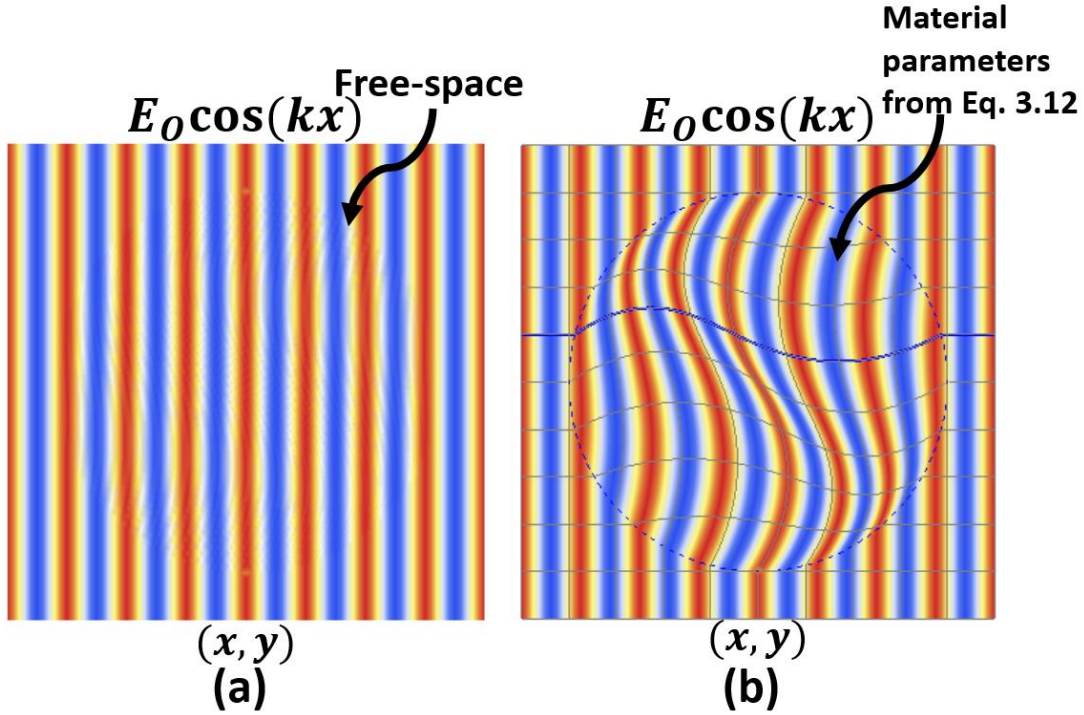 Material
parameters
from Eq. 3.12
Free-space
E_O cos(kx)
E_O cos(kx)
(x, y)
(x, y)
(a)
(b)